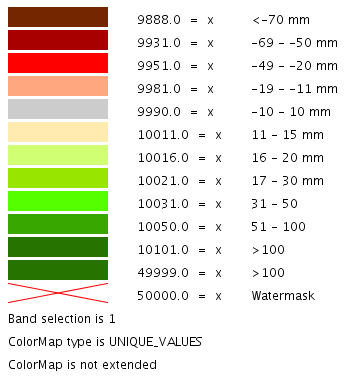 9888.0 = x <-70 mm
9931.0 = x -69 - -50 mm
9951.0 = x -49 - -20 mm
9981.0 = x -19 - -11 mm
9990.0 = x -10 - 10 mm
10011.0 = x 11 - 15 mm
10016.0 = x 16 - 20 mm
10021.0 = x 17 - 30 mm
10031.0 = x 31 - 50
10050.0 = x 51 - 100
10101.0 = x >100
49999.0 = x >100
50000.0 = x Watermask
Band selection is 1
ColorMap type is UNIQUE_VALUES
ColorMap is not extended